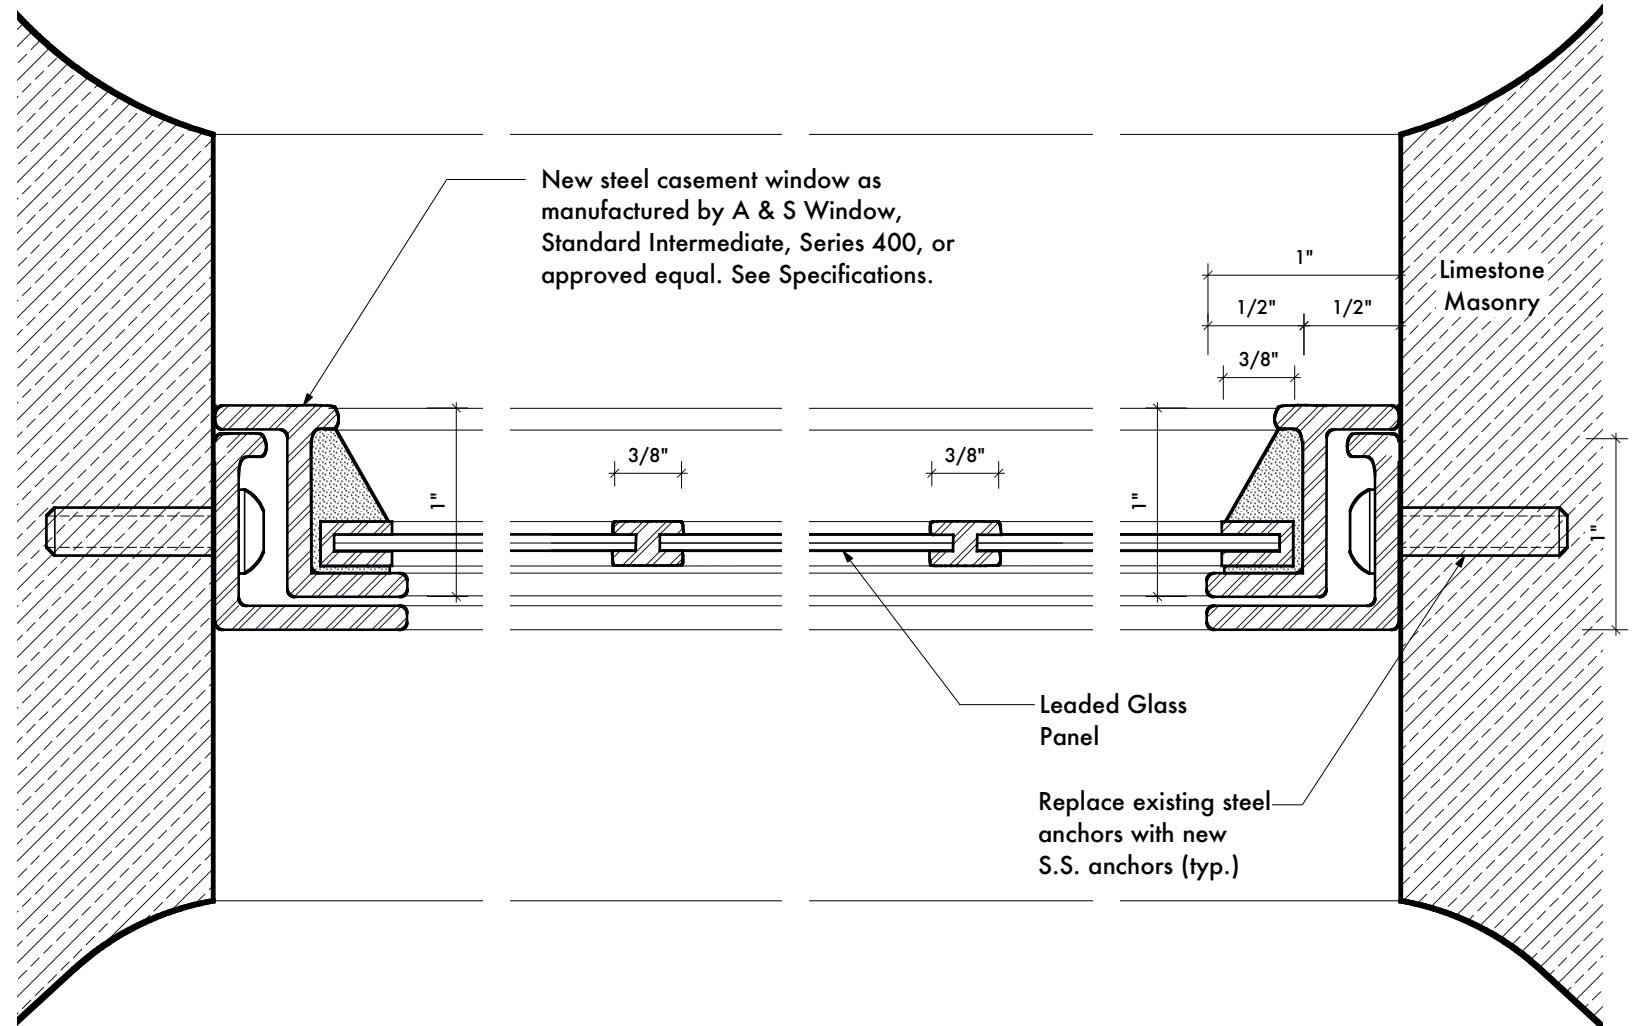 New steel casement window as
manufactured by A & S Window,
Standard Intermediate, Series 400, or
approved equal. See Specifications.
1"
Limestone
Masonry
1/2" 1/2"
3/8"
3/8" 3/8"
1" 1" 1"
Leaded Glass
Panel
Replace existing steel
anchors with new
S.S. anchors (typ.)